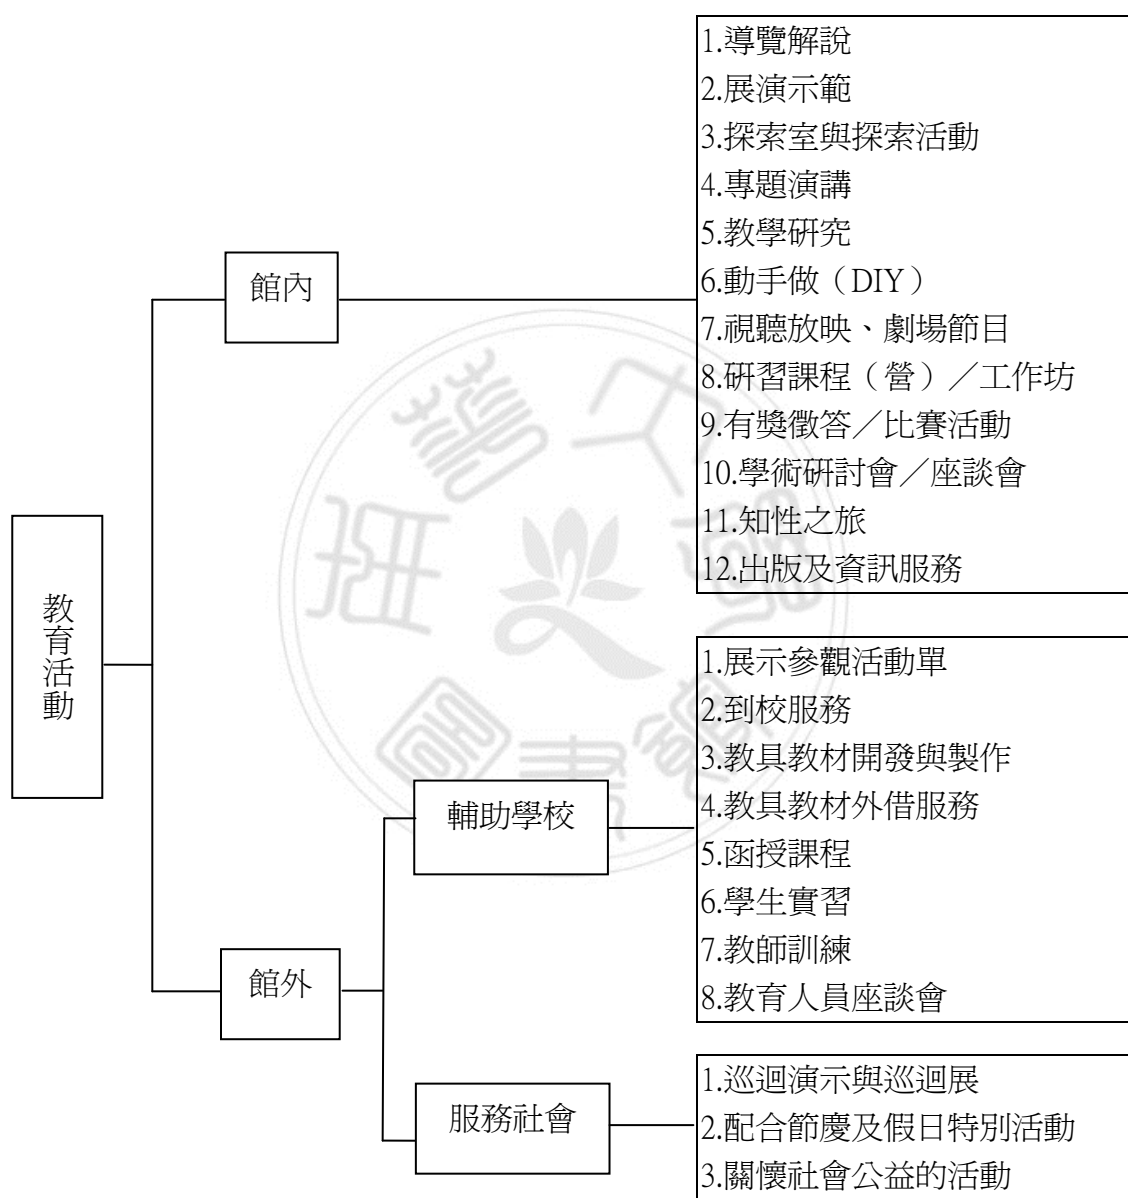 教育活動
館內
1.導覽解說
2.展演示範
3.探索室與探索活動
4.專題演講
5.教學研究
6.動手做（DIY）
7.視聽放映、劇場節目
8.研習課程（營）／工作坊
9.有獎徵答／比賽活動
10.學術研討會／座談會
11.知性之旅
12.出版及資訊服務
館外
輔助學校
1.展示參觀活動單
2.到校服務
3.教具教材開發與製作
4.教具教材外借服務
5.函授課程
6.學生實習
7.教師訓練
8.教育人員座談會
服務社會
1.巡迴演示與巡迴展
2.配合節慶及假日特別活動
3.關懷社會公益的活動